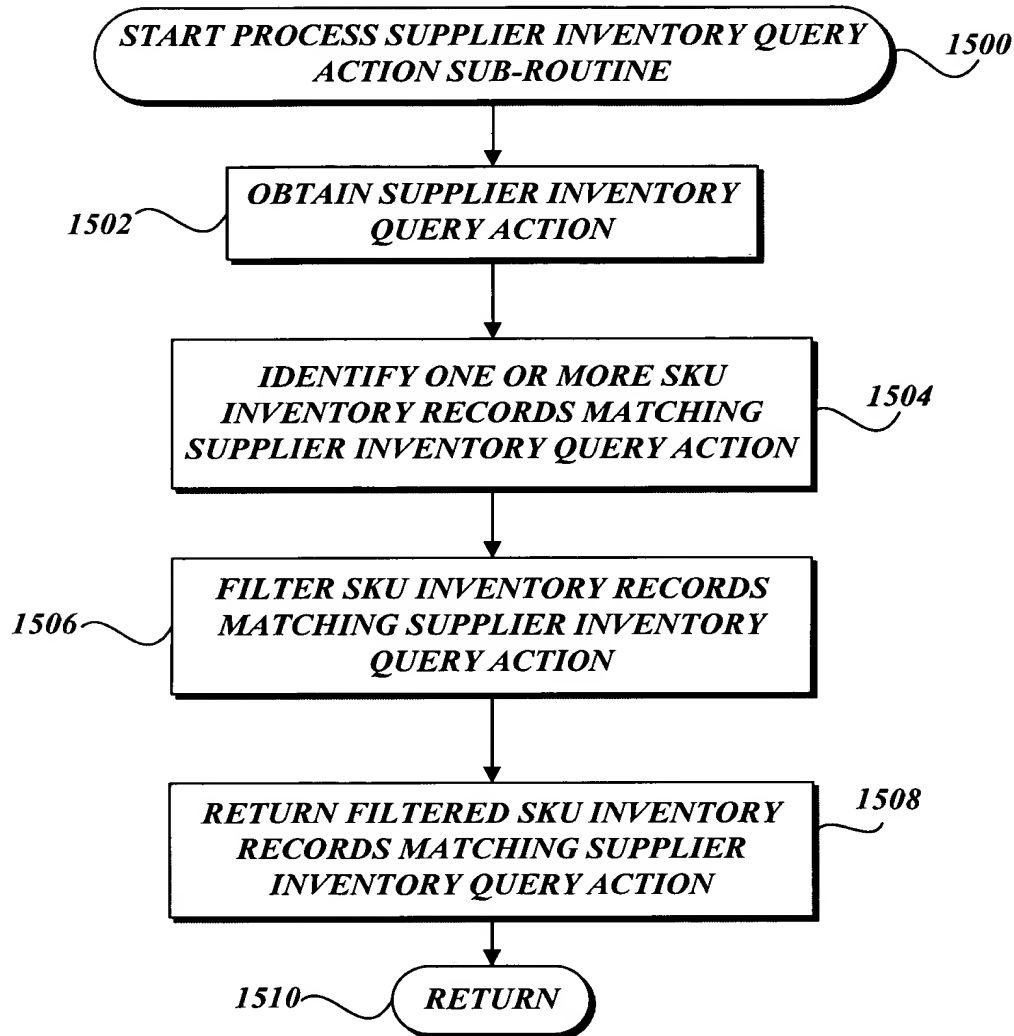 START PROCESS SUPPLIER INVENTORY QUERY
ACTION SUB-ROUTINE
1500
OBTAIN SUPPLIER INVENTORY
QUERY ACTION
1502
IDENTIFY ONE OR MORE SKU
INVENTORY RECORDS MATCHING
SUPPLIER INVENTORY QUERY ACTION
1504
FILTER SKU INVENTORY RECORDS
MATCHING SUPPLIER INVENTORY
QUERY ACTION
1506
RETURN FILTERED SKU INVENTORY
RECORDS MATCHING SUPPLIER
INVENTORY QUERY ACTION
1508
RETURN
1510